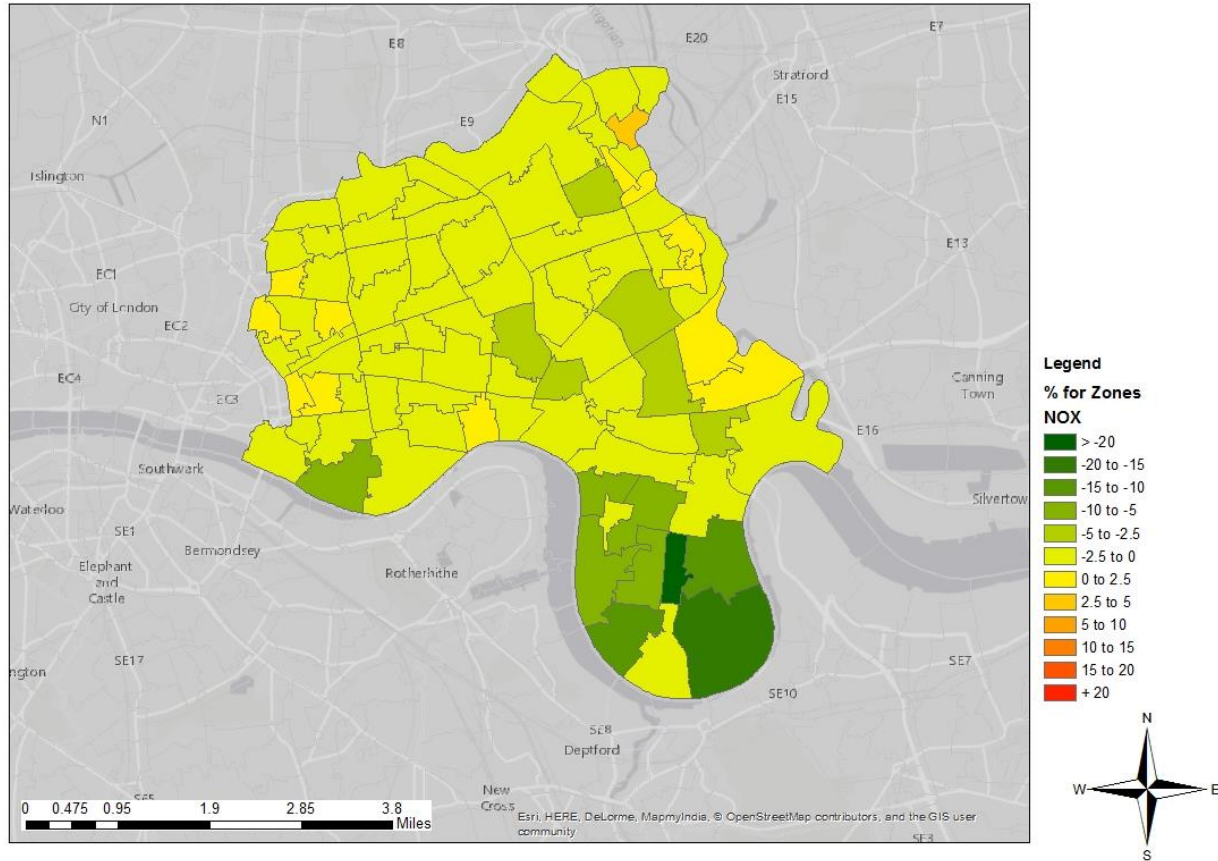 E8
E20
E7
Stratford
E15
N1
E9
Islington
E13
EC1
City of London
EC2
EC4
EC3
Canning
Town
E16
Southwark
Silvertow
Waterloo
SE1
Bermondsey
Elephant
and
Castle
Rotherhithe
SE17
SE7
ngton
SE10
SE8
Deptford
New
Cross
SE3
Legend
% for Zones
NOX
> -20
-20 to -15
-15 to -10
-10 to -5
-5 to -2.5
-2.5 to 0
0 to 2.5
2.5 to 5
5 to 10
10 to 15
15 to 20
+ 20
N
W
E
S
0 0.475 0.95 1.9 2.85 3.8
Miles
Esri, HERE, DeLorme, MapmyIndia, © OpenStreetMap contributors, and the GIS user
community